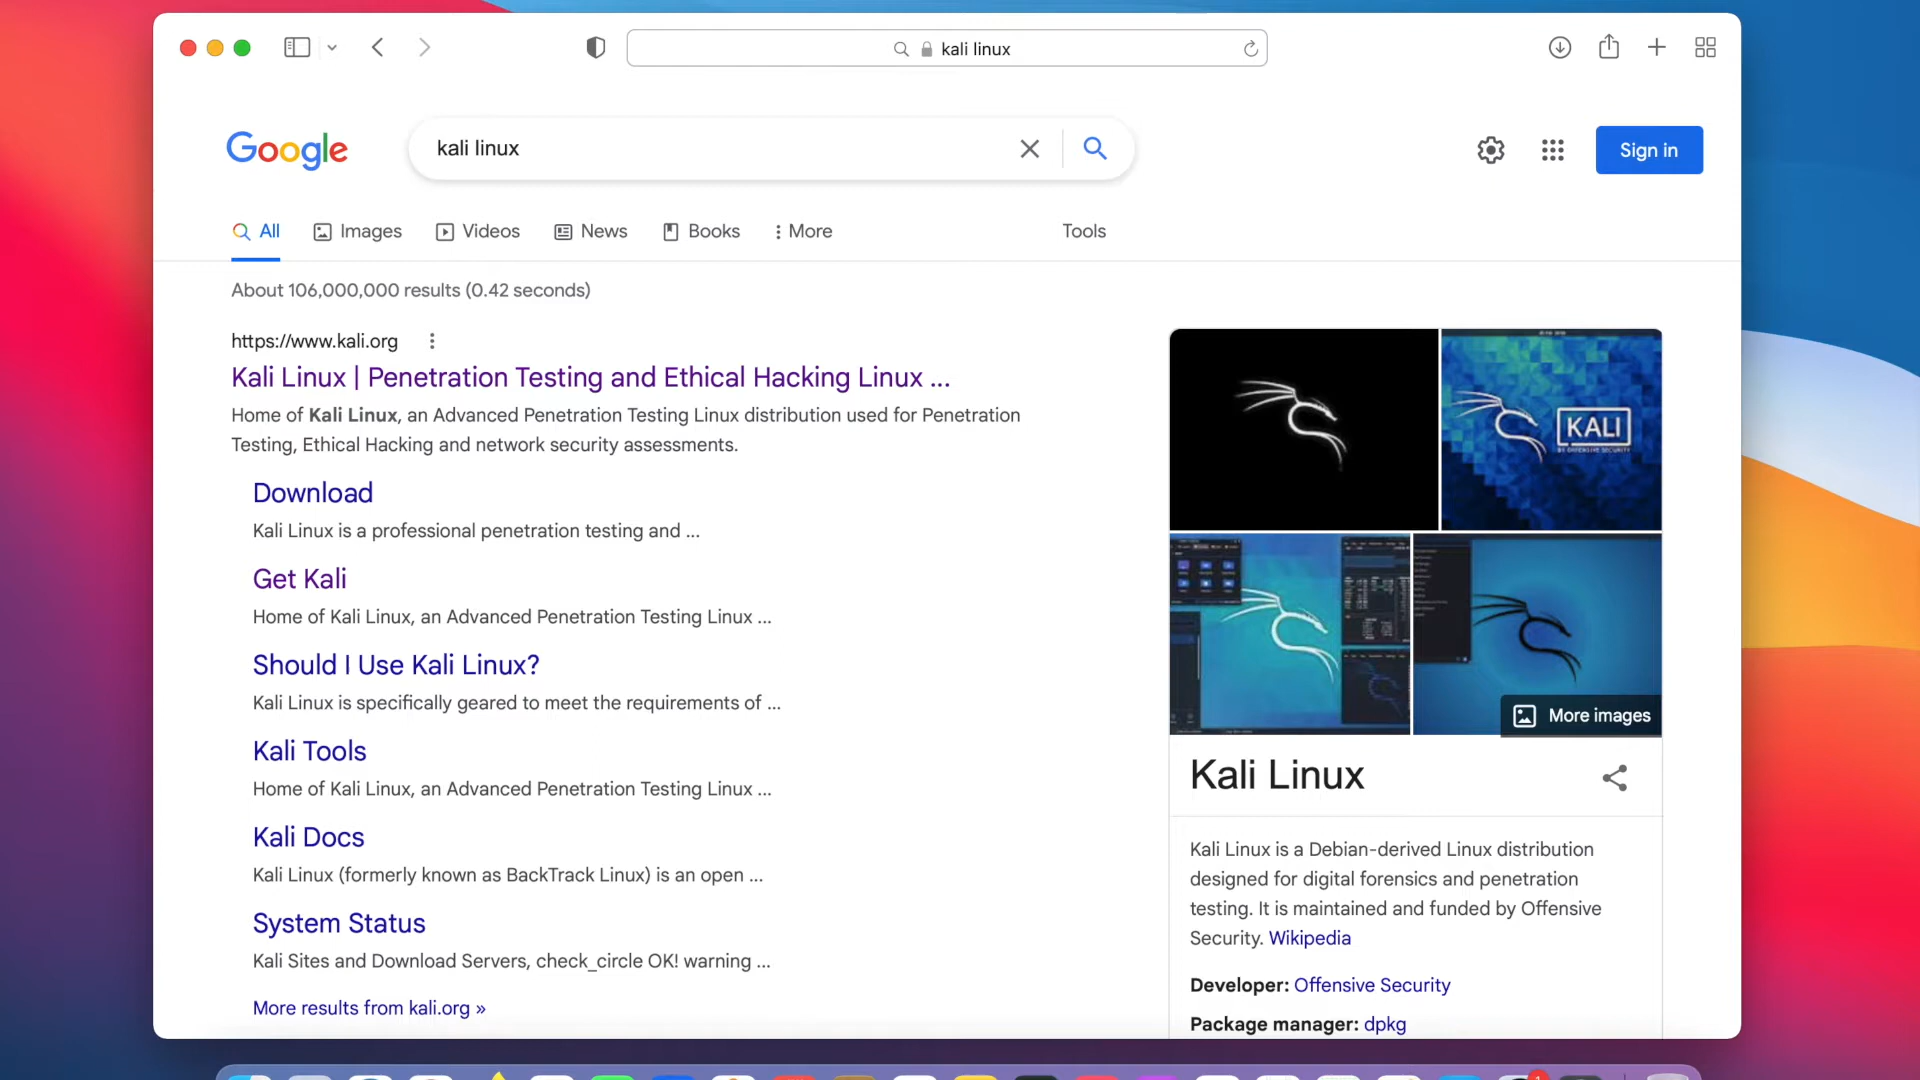 kali linux
Google
kali linux
Sign in
All
Images
Videos
News
Books
More
Tools
About 106,000,000 results (0.42 seconds)
https://www.kali.org
Kali Linux | Penetration Testing and Ethical Hacking Linux ...
Home of Kali Linux, an Advanced Penetration Testing Linux distribution used for Penetration
Testing, Ethical Hacking and network security assessments.
Download
Kali Linux is a professional penetration testing and ...
Get Kali
Home of Kali Linux, an Advanced Penetration Testing Linux ...
Should I Use Kali Linux?
Kali Linux is specifically geared to meet the requirements of ...
Kali Tools
Home of Kali Linux, an Advanced Penetration Testing Linux ...
Kali Docs
Kali Linux (formerly known as BackTrack Linux) is an open ...
System Status
Kali Sites and Download Servers, check_circle OK! warning ...
More results from kali.org »
KALI
BY OFFENSIVE SECURITY
More images
Kali Linux
Kali Linux is a Debian-derived Linux distribution
designed for digital forensics and penetration
testing. It is maintained and funded by Offensive
Security. Wikipedia
Developer: Offensive Security
Package manager: dpkg